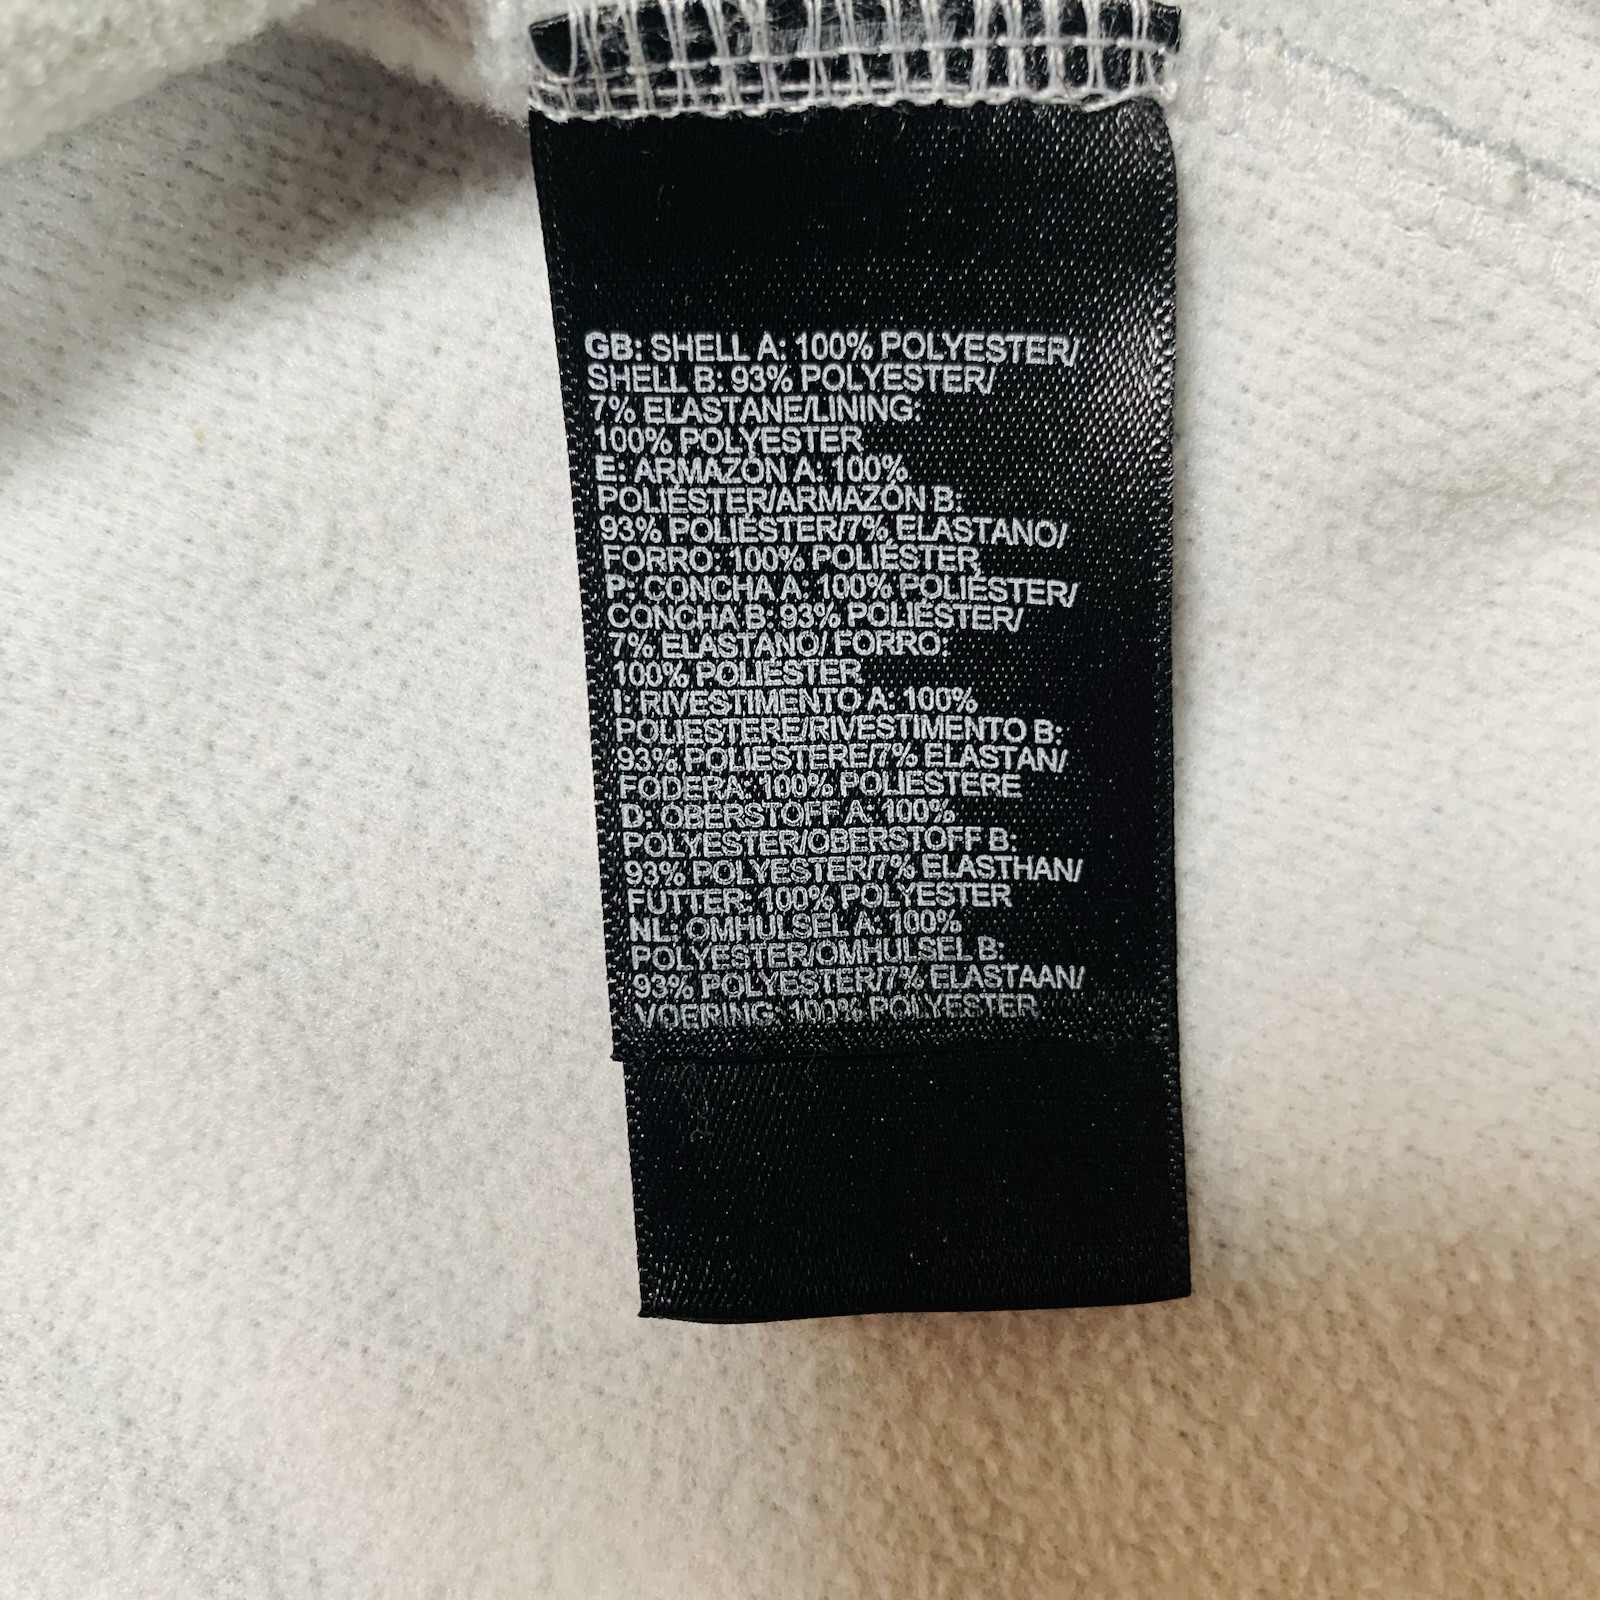 GB: SHELL A: 100% POLYESTER/
SHELL B: 93% POLYESTER/
7% ELASTANE/LINING:
100% POLYESTER
E: ARMAZÓN A: 100%
POLIÉSTER/ARMAZÓN B:
93% POLIÉSTER/7% ELASTANO/
FORRO: 100% POLIÉSTER
P: CONCHA A: 100% POLIÉSTER/
CONCHA B: 93% POLIÉSTER/
7% ELASTANO/ FORRO:
100% POLIÉSTER
I: RIVESTIMENTO A: 100%
POLIESTERE/RIVESTIMENTO B:
93% POLIESTERE/7% ELASTAN/
FODERA: 100% POLIESTERE
D: OBERSTOFF A: 100%
POLYESTER/OBERSTOFF B:
93% POLYESTER/7% ELASTHAN/
FUTTER: 100% POLYESTER
NL: OMHULSEL A: 100%
POLYESTER/OMHULSEL B:
93% POLYESTER/7% ELASTAAN/
VOERING: 100% POLYESTER